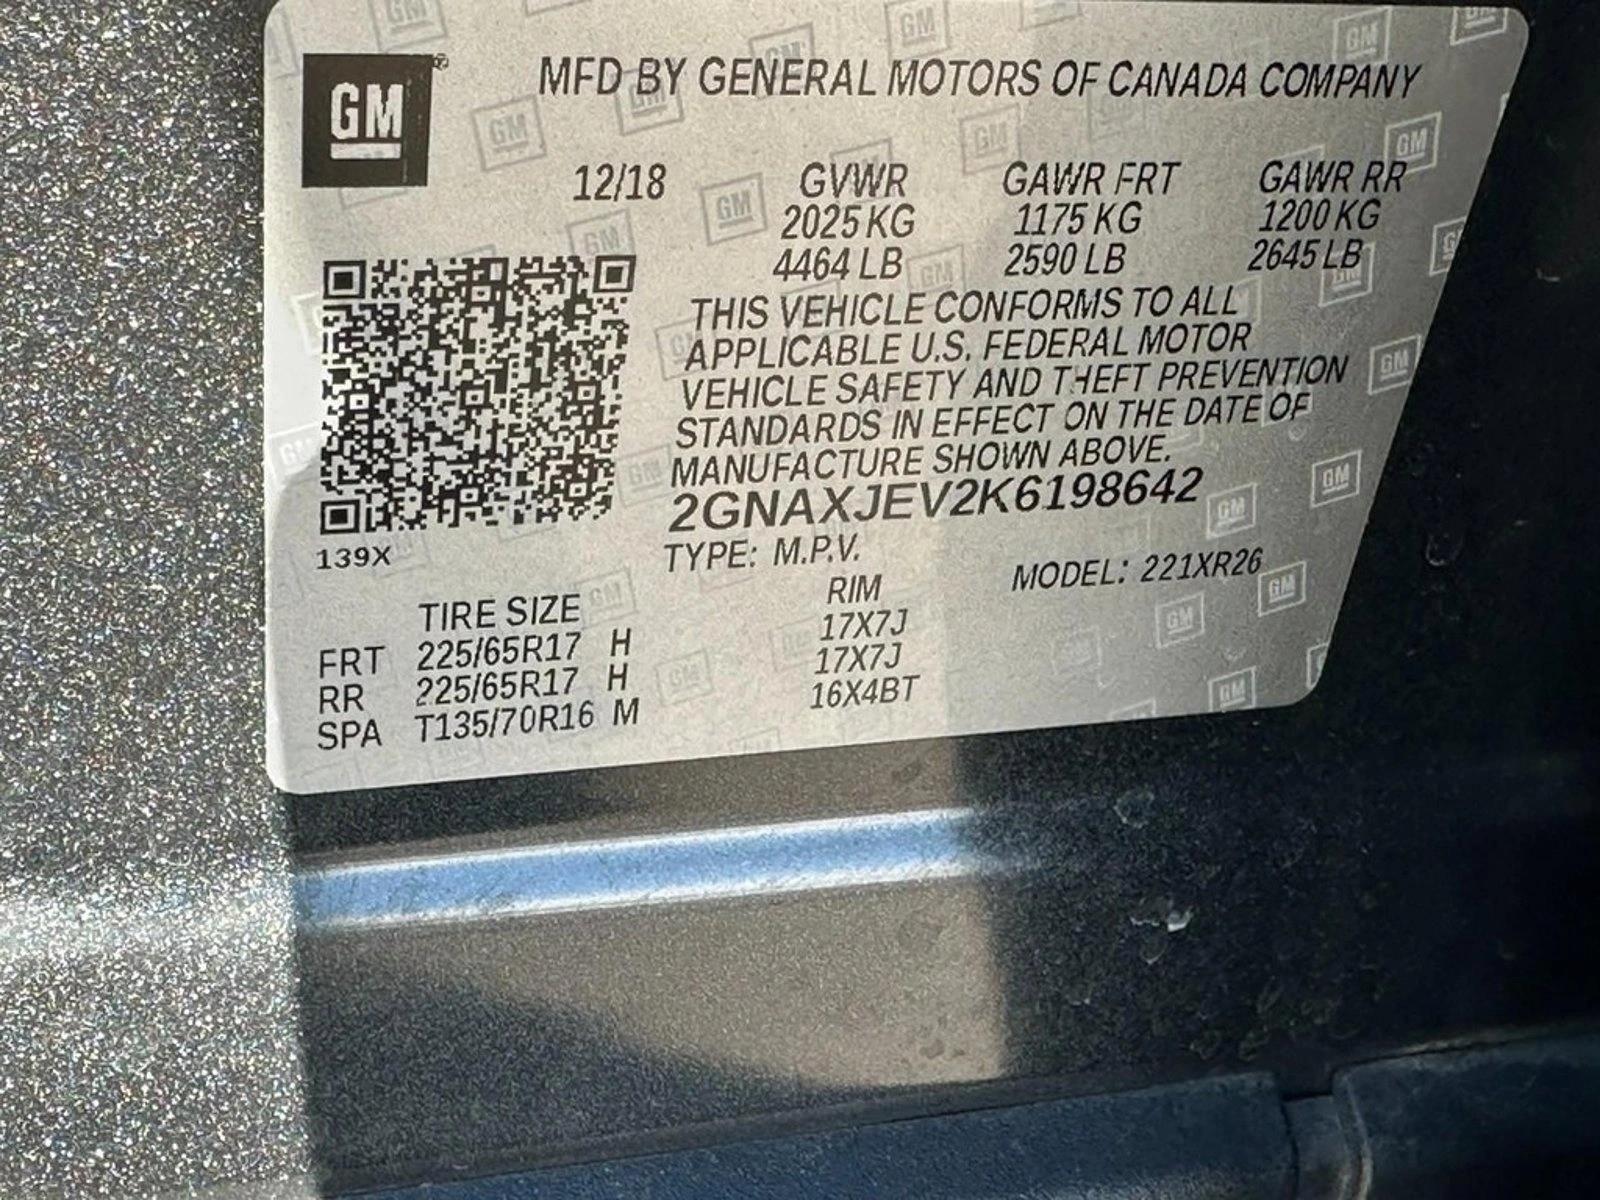 GM
MFD BY GENERAL MOTORS OF CANADA COMPANY
12/18 GVWR GAWR FRT GAWR RR
2025 KG 1175 KG 1200 KG
4464 LB 2590 LB 2645 LB
THIS VEHICLE CONFORMS TO ALL
APPLICABLE U.S. FEDERAL MOTOR
VEHICLE SAFETY AND THEFT PREVENTION
STANDARDS IN EFFECT ON THE DATE OF
MANUFACTURE SHOWN ABOVE.
2GNAXJEV2K6198642
139X
TYPE: M.P.V. MODEL: 221XR26
TIRE SIZE RIM
FRT 225/65R17 H 17X7J
RR 225/65R17 H 17X7J
SPA T135/70R16 M 16X4BT